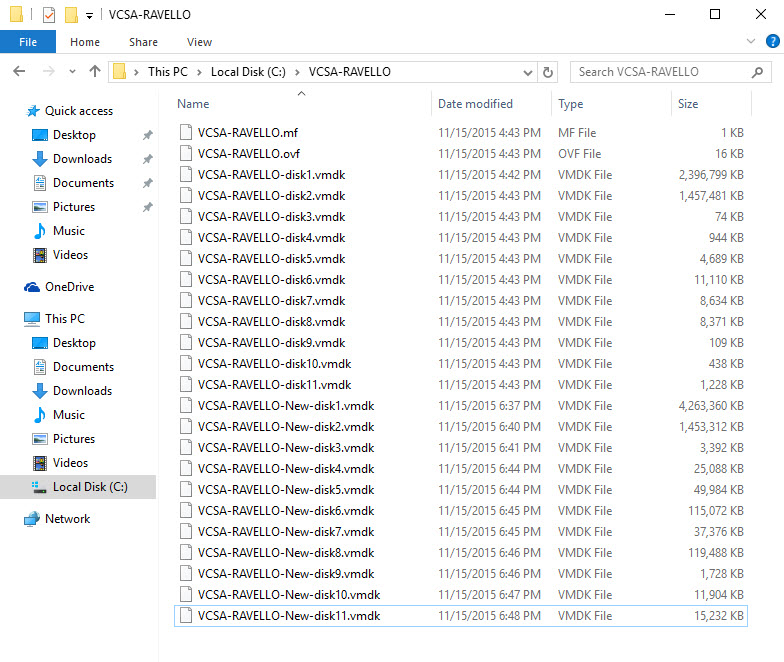 VCSA-RAVELLO
File Home Share View
This PC Local Disk (C:) VCSA-RAVELLO Search VCSA-RAVELLO
Name Date modified Type Size
Quick access
Desktop
Downloads
Documents
Pictures
Music
Videos
OneDrive
This PC
Desktop
Documents
Downloads
Music
Pictures
Videos
Local Disk (C:)
Network
VCSA-RAVELLO.mf 11/15/2015 4:43 PM MF File 1 KB
VCSA-RAVELLO.ovf 11/15/2015 4:43 PM OVF File 16 KB
VCSA-RAVELLO-disk1.vmdk 11/15/2015 4:42 PM VMDK File 2,396,799 KB
VCSA-RAVELLO-disk2.vmdk 11/15/2015 4:43 PM VMDK File 1,457,481 KB
VCSA-RAVELLO-disk3.vmdk 11/15/2015 4:43 PM VMDK File 74 KB
VCSA-RAVELLO-disk4.vmdk 11/15/2015 4:43 PM VMDK File 944 KB
VCSA-RAVELLO-disk5.vmdk 11/15/2015 4:43 PM VMDK File 4,689 KB
VCSA-RAVELLO-disk6.vmdk 11/15/2015 4:43 PM VMDK File 11,110 KB
VCSA-RAVELLO-disk7.vmdk 11/15/2015 4:43 PM VMDK File 8,634 KB
VCSA-RAVELLO-disk8.vmdk 11/15/2015 4:43 PM VMDK File 8,371 KB
VCSA-RAVELLO-disk9.vmdk 11/15/2015 4:43 PM VMDK File 109 KB
VCSA-RAVELLO-disk10.vmdk 11/15/2015 4:43 PM VMDK File 438 KB
VCSA-RAVELLO-disk11.vmdk 11/15/2015 4:43 PM VMDK File 1,228 KB
VCSA-RAVELLO-New-disk1.vmdk 11/15/2015 6:37 PM VMDK File 4,263,360 KB
VCSA-RAVELLO-New-disk2.vmdk 11/15/2015 6:40 PM VMDK File 1,453,312 KB
VCSA-RAVELLO-New-disk3.vmdk 11/15/2015 6:41 PM VMDK File 3,392 KB
VCSA-RAVELLO-New-disk4.vmdk 11/15/2015 6:44 PM VMDK File 25,088 KB
VCSA-RAVELLO-New-disk5.vmdk 11/15/2015 6:44 PM VMDK File 49,984 KB
VCSA-RAVELLO-New-disk6.vmdk 11/15/2015 6:45 PM VMDK File 115,072 KB
VCSA-RAVELLO-New-disk7.vmdk 11/15/2015 6:45 PM VMDK File 37,376 KB
VCSA-RAVELLO-New-disk8.vmdk 11/15/2015 6:46 PM VMDK File 119,488 KB
VCSA-RAVELLO-New-disk9.vmdk 11/15/2015 6:46 PM VMDK File 1,728 KB
VCSA-RAVELLO-New-disk10.vmdk 11/15/2015 6:47 PM VMDK File 11,904 KB
VCSA-RAVELLO-New-disk11.vmdk 11/15/2015 6:48 PM VMDK File 15,232 KB